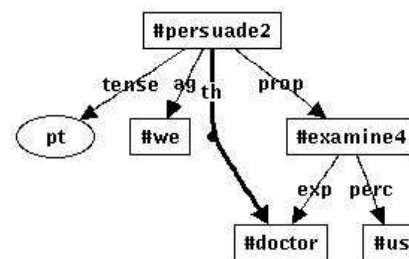 #persuade2
tense ag th prop
pt #we #examine4
exp perc
#doctor #us